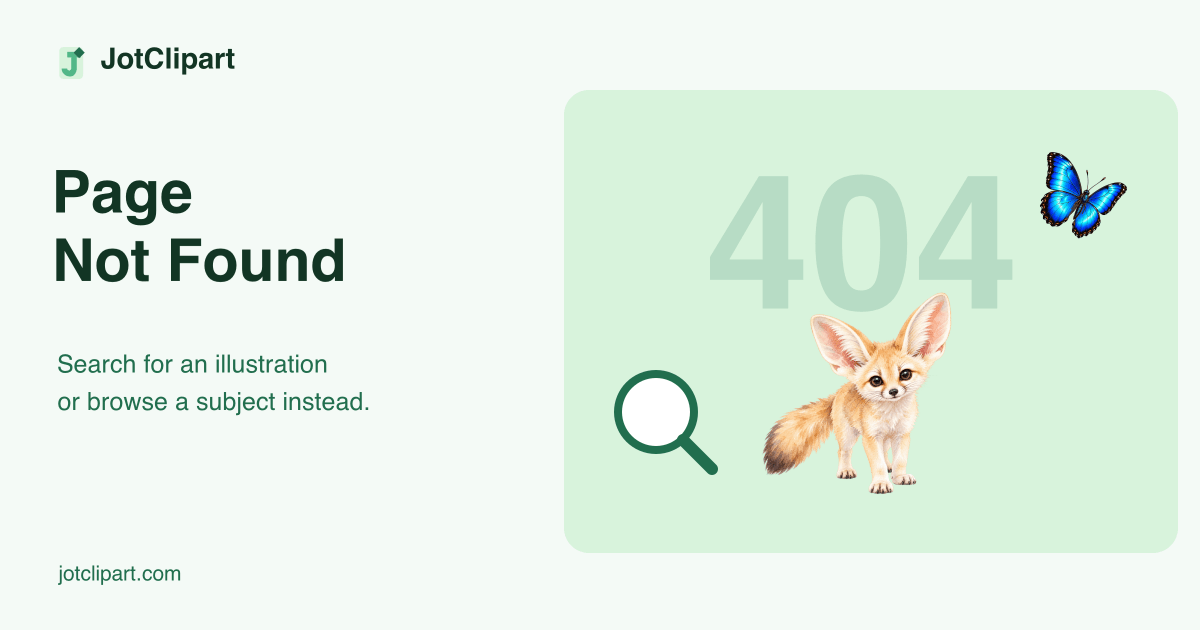 JotClipart
Page
Not Found
Search for an illustration
or browse a subject instead.
jotclipart.com
404